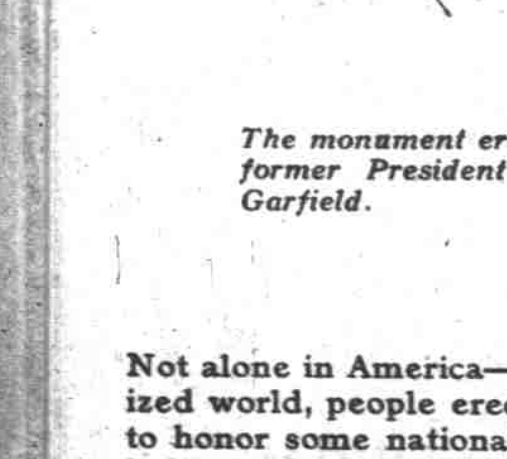 The monument er
former President
Garfield.
Not alone in America—
ized world, people ere
to honor some nationa